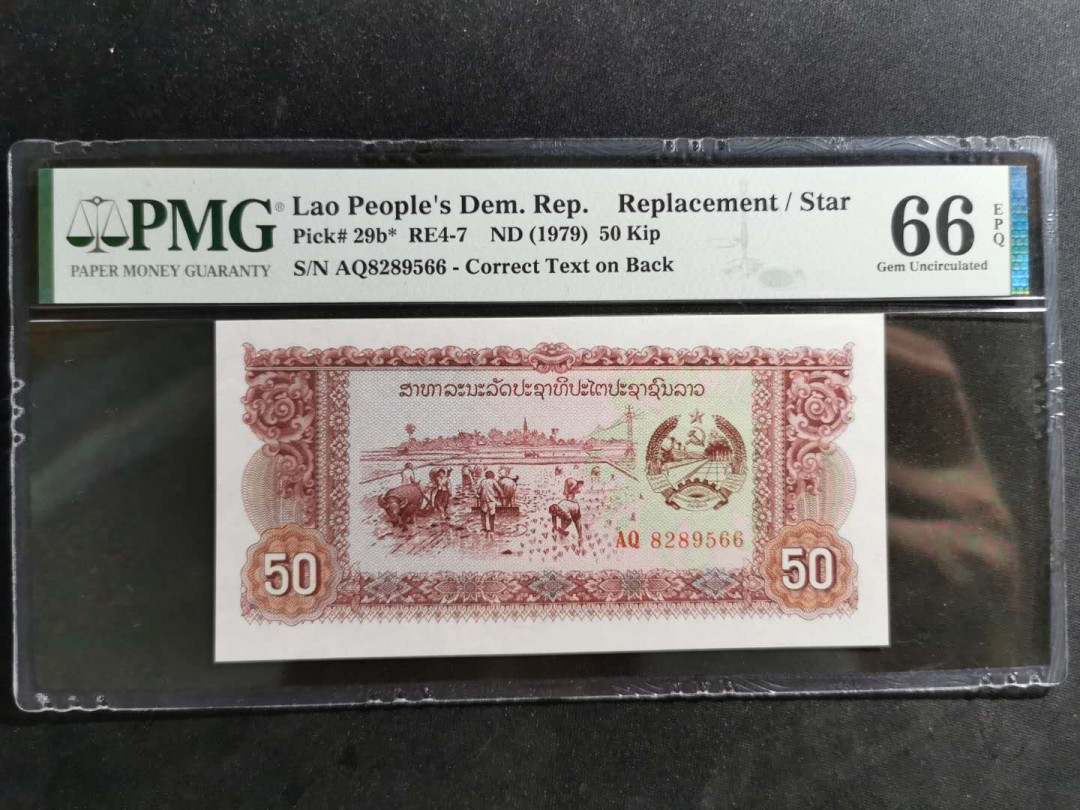 PMG®
PAPER MONEY GUARANTY
Lao People's Dem. Rep. Replacement / Star
Pick# 29b* RE4-7 ND (1979) 50 Kip
S/N AQ8289566 - Correct Text on Back
66
EPQ
Gem Uncirculated
ສາທາລະນະລັດປະຊາທິປະໄຕປະຊາຊົນລາວ
AQ 8289566
50
50